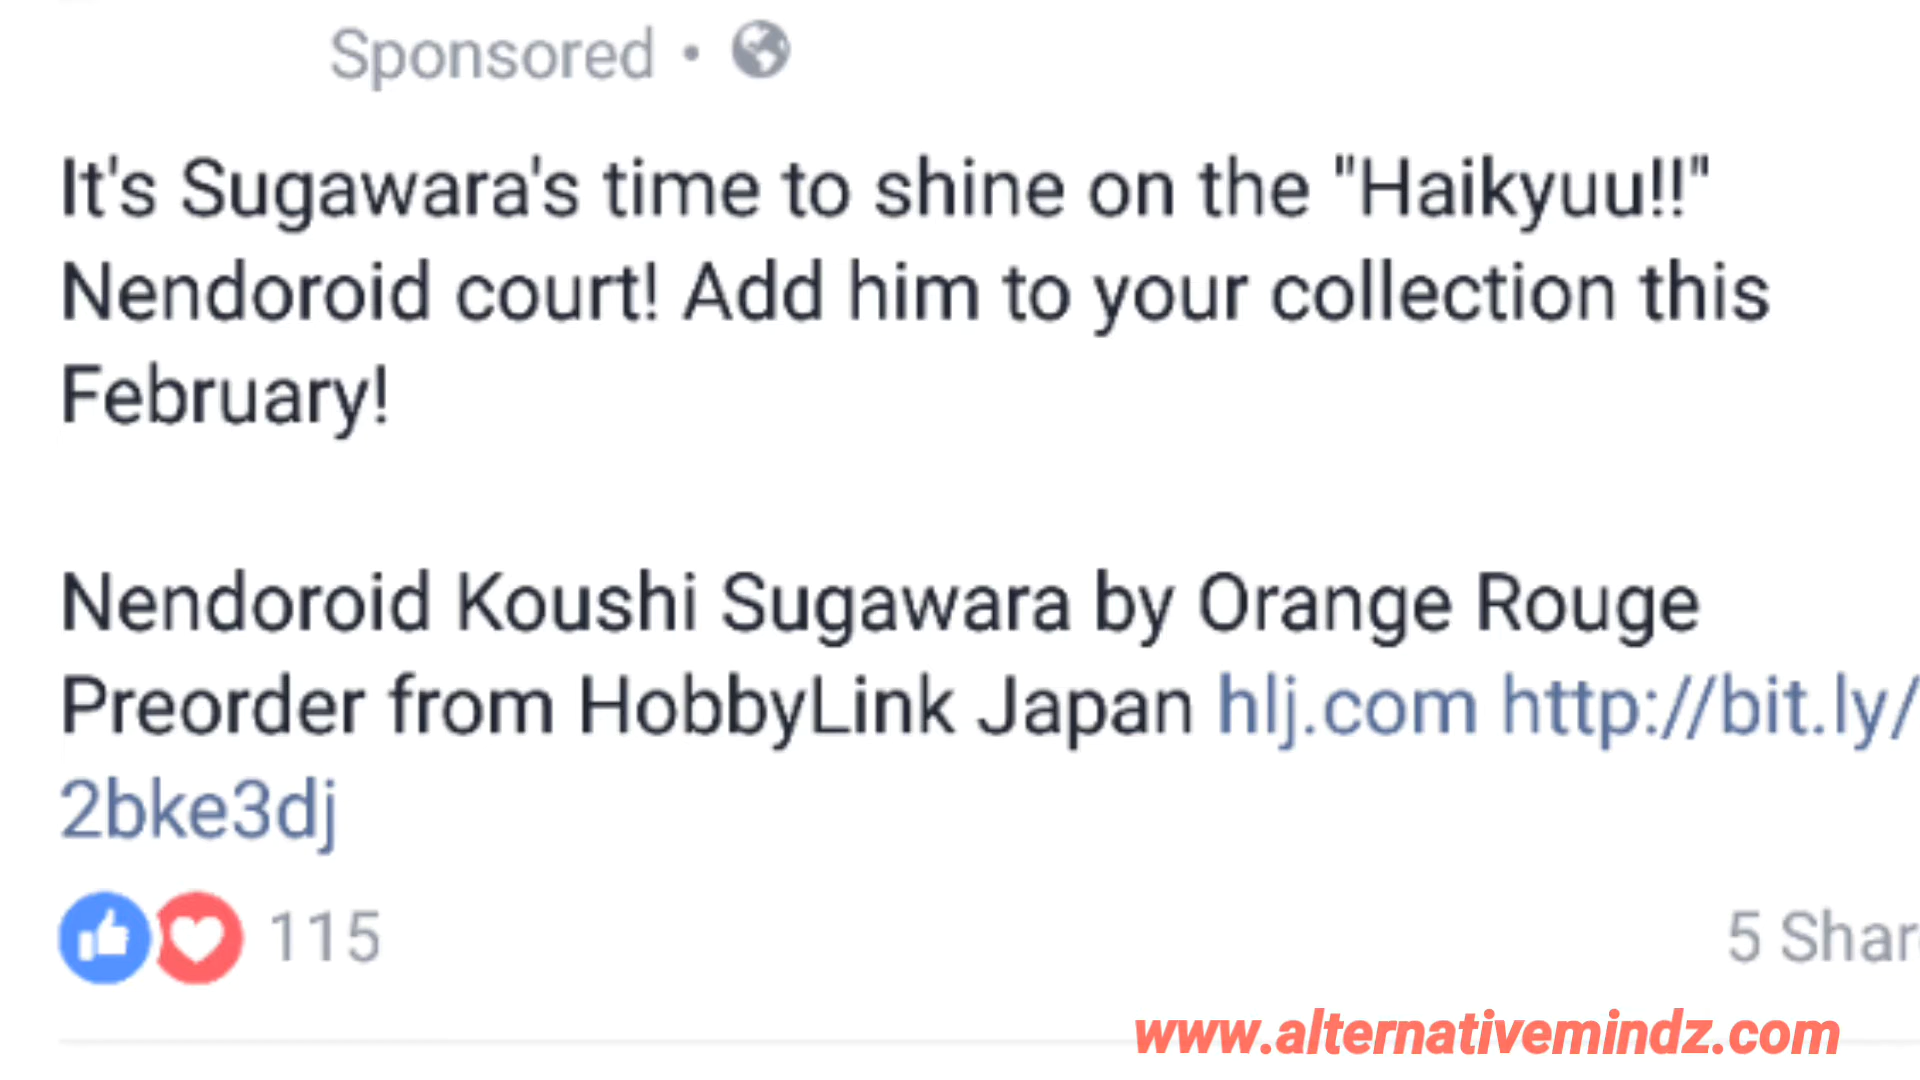 Sponsored •
It's Sugawara's time to shine on the "Haikyuu!!"
Nendoroid court! Add him to your collection this
February!
Nendoroid Koushi Sugawara by Orange Rouge
Preorder from HobbyLink Japan hlj.com http://bit.ly/
2bke3dj
115
5 Shar
www.alternativemindz.com